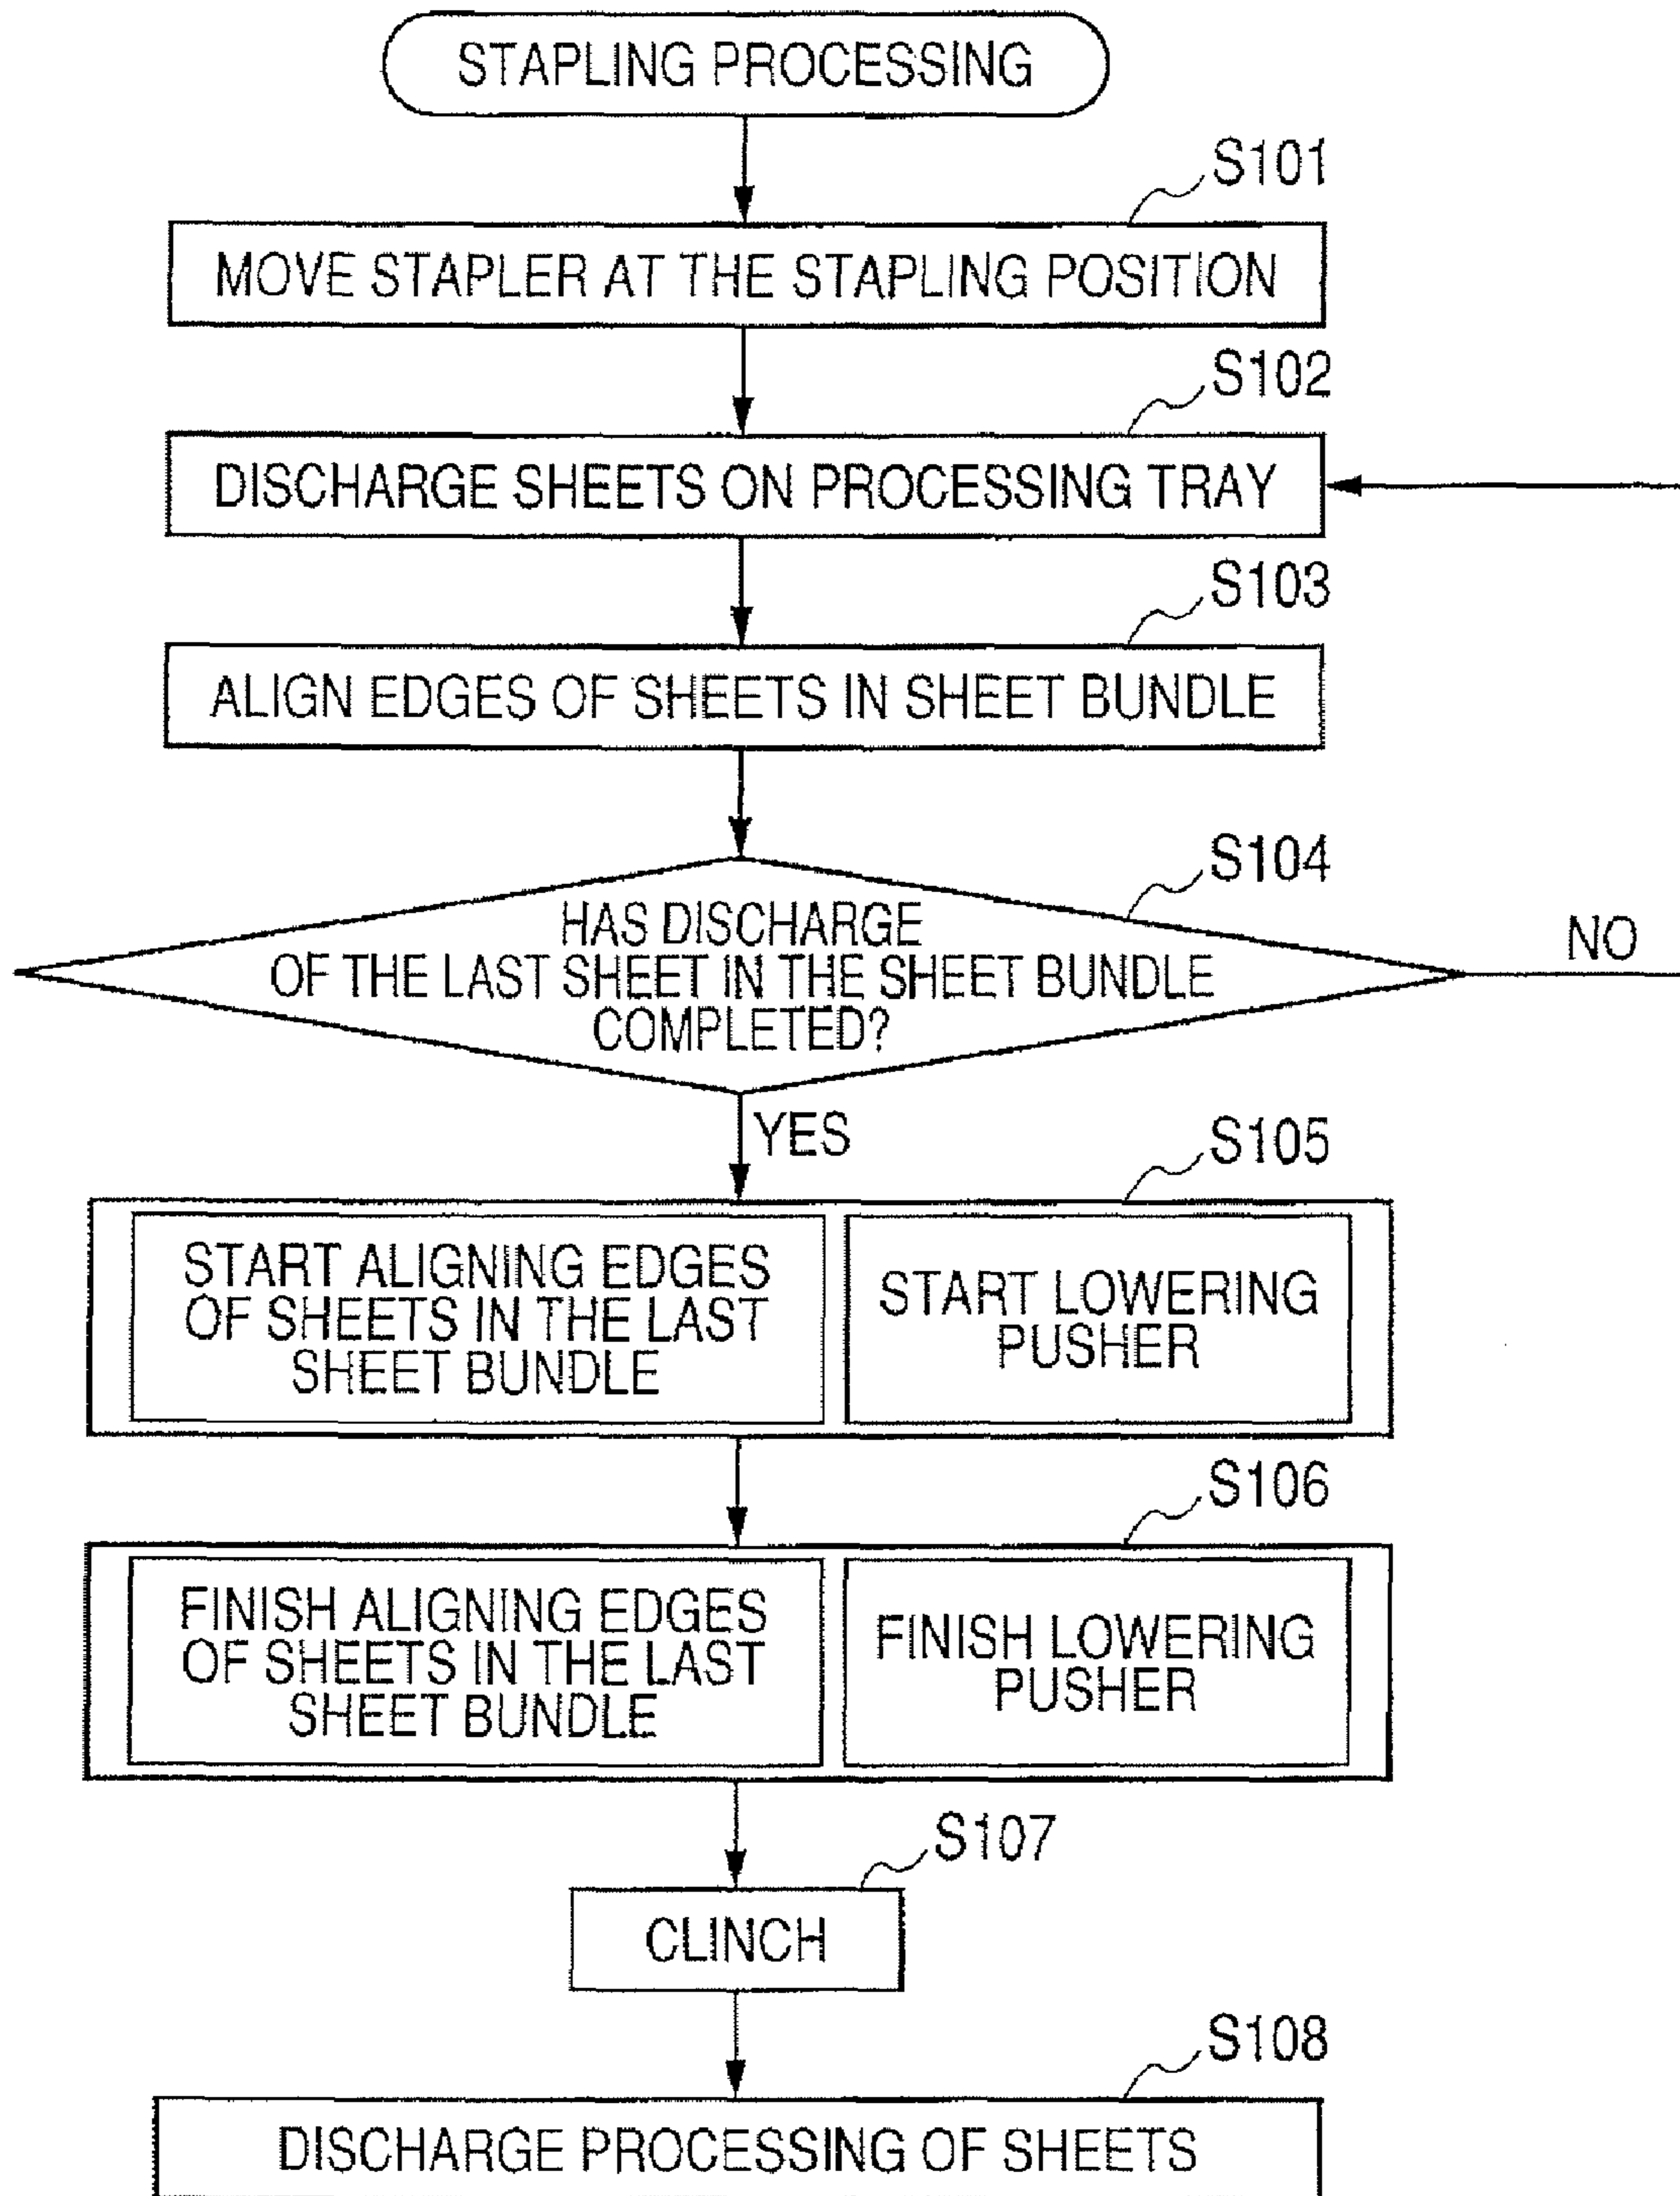 STAPLING PROCESSING
S101
MOVE STAPLER AT THE STAPLING POSITION
S102
DISCHARGE SHEETS ON PROCESSING TRAY
S103
ALIGN EDGES OF SHEETS IN SHEET BUNDLE
S104
HAS DISCHARGE
OF THE LAST SHEET IN THE SHEET BUNDLE
COMPLETED?
NO
YES
S105
START ALIGNING EDGES
OF SHEETS IN THE LAST
SHEET BUNDLE
START LOWERING
PUSHER
S106
FINISH ALIGNING EDGES
OF SHEETS IN THE LAST
SHEET BUNDLE
FINISH LOWERING
PUSHER
S107
CLINCH
S108
DISCHARGE PROCESSING OF SHEETS